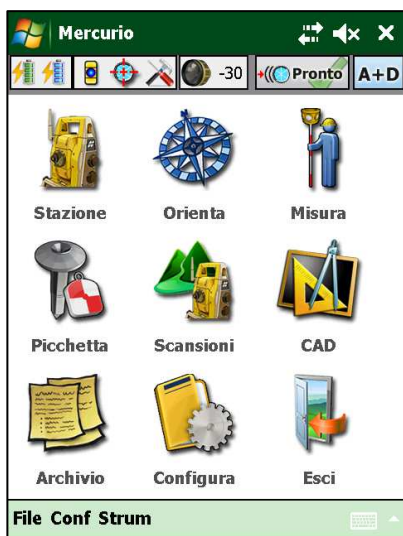 Mercurio
-30 Pronto A+D
Stazione Orienta Misura
Picchetta Scansioni CAD
Archivio Configura Esci
File Conf Strum